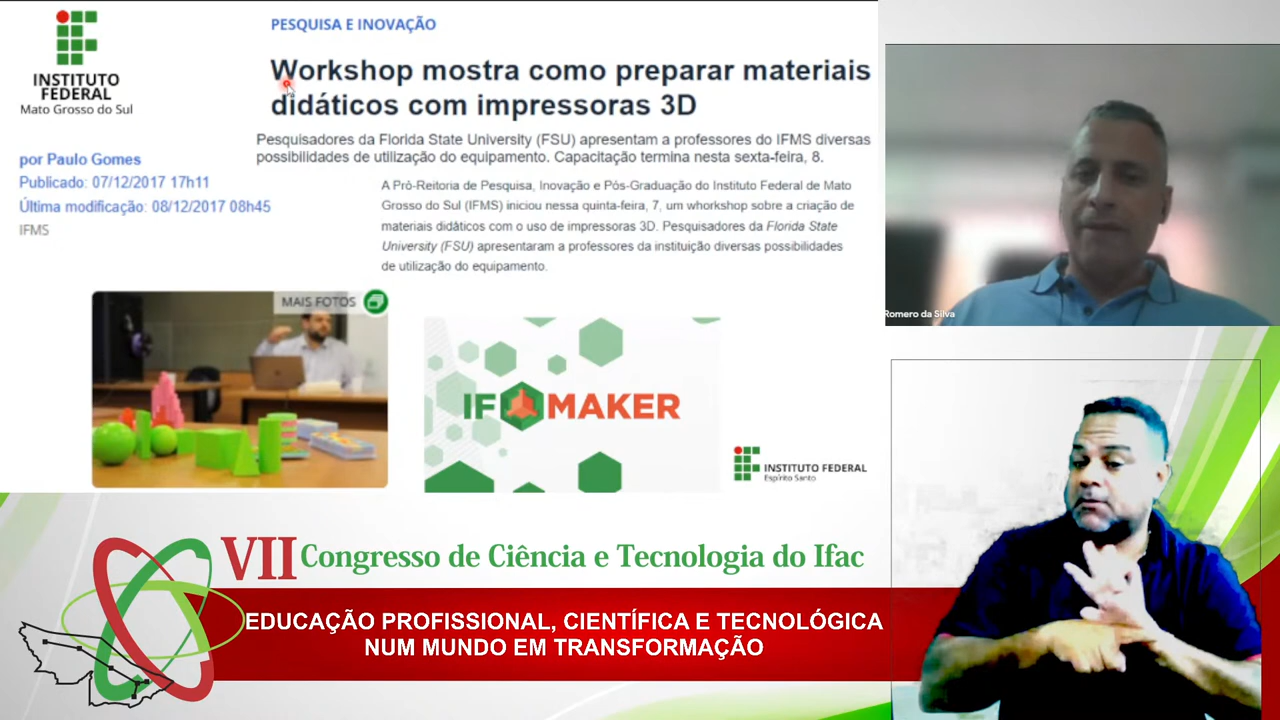 INSTITUTO
FEDERAL
Mato Grosso do Sul
PESQUISA E INOVAÇÃO
Workshop mostra como preparar materiais
didáticos com impressoras 3D
Pesquisadores da Florida State University (FSU) apresentam a professores do IFMS diversas
possibilidades de utilização do equipamento. Capacitação termina nesta sexta-feira, 8.
por Paulo Gomes
Publicado: 07/12/2017 17h11
Última modificação: 08/12/2017 08h45
IFMS
A Pró-Reitoria de Pesquisa, Inovação e Pós-Graduação do Instituto Federal de Mato
Grosso do Sul (IFMS) iniciou nessa quinta-feira, 7, um whorkshop sobre a criação de
materiais didáticos com o uso de impressoras 3D. Pesquisadores da Florida State
University (FSU) apresentaram a professores da instituição diversas possibilidades
de utilização do equipamento.
MAIS FOTOS
IF MAKER
INSTITUTO FEDERAL
Espírito Santo
Romero da Silva
VII Congresso de Ciência e Tecnologia do Ifac
EDUCAÇÃO PROFISSIONAL, CIENTÍFICA E TECNOLÓGICA
NUM MUNDO EM TRANSFORMAÇÃO